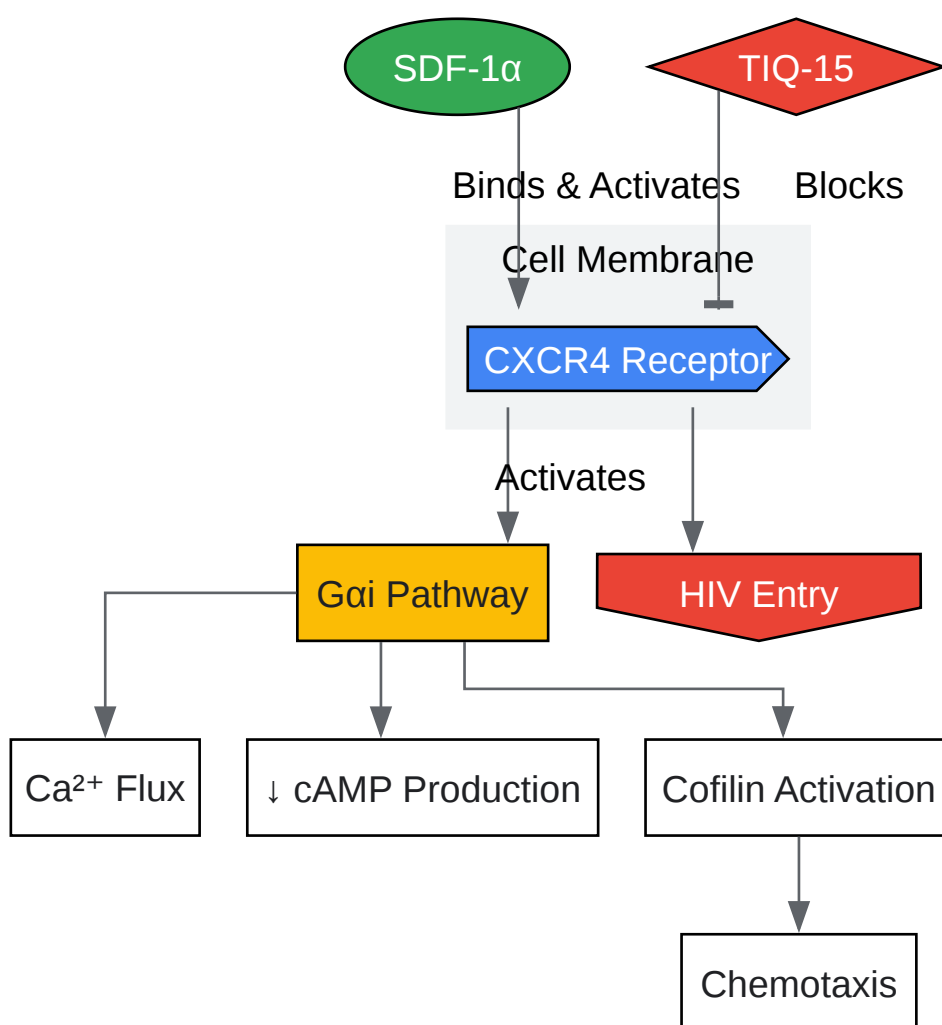 SDF-1α
TIQ-15
Binds & Activates
Blocks
Cell Membrane
CXCR4 Receptor
Activates
Gαi Pathway
HIV Entry
Ca²⁺ Flux
↓ cAMP Production
Cofilin Activation
Chemotaxis